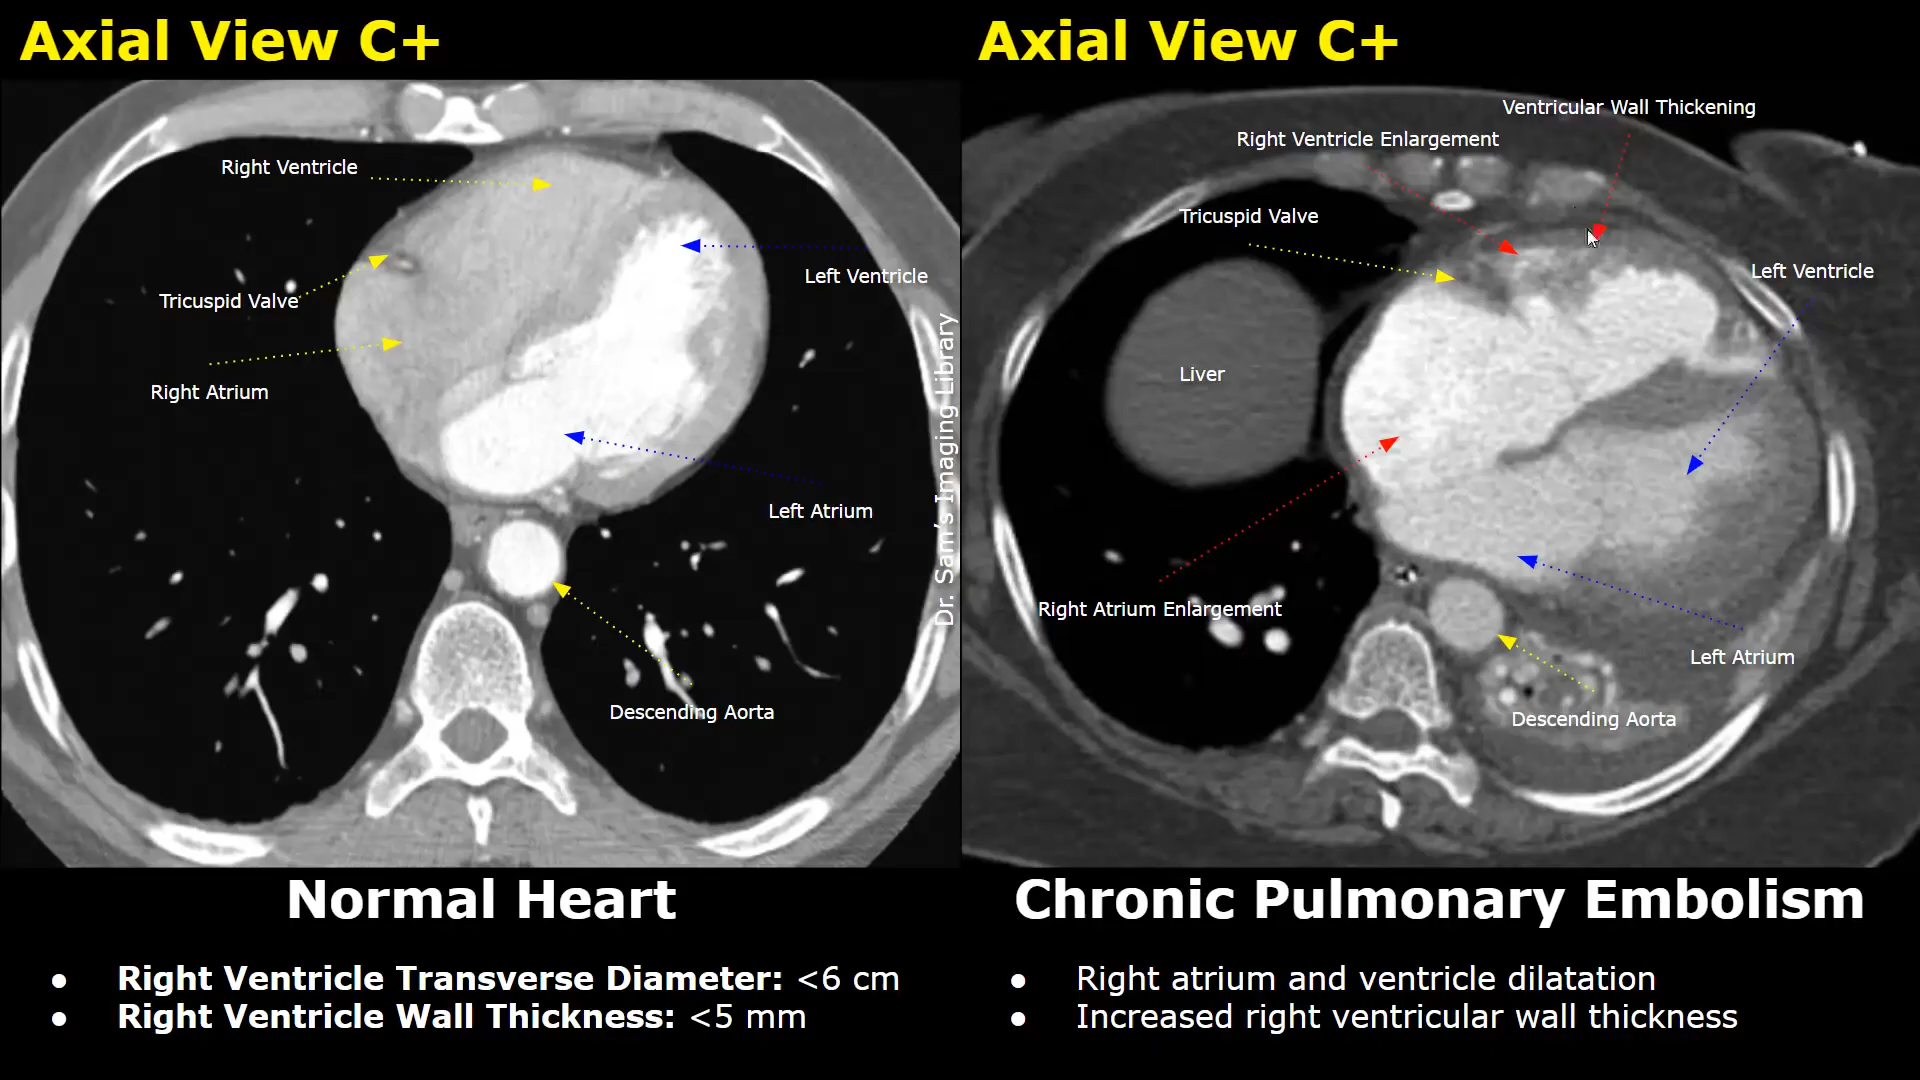 Axial View C+
Right Ventricle
Tricuspid Valve
Right Atrium
Left Ventricle
Left Atrium
Descending Aorta
Dr. Sam's Imaging Library
Normal Heart
● Right Ventricle Transverse Diameter: <6 cm
● Right Ventricle Wall Thickness: <5 mm
Axial View C+
Ventricular Wall Thickening
Right Ventricle Enlargement
Tricuspid Valve
Left Ventricle
Liver
Right Atrium Enlargement
Left Atrium
Descending Aorta
Chronic Pulmonary Embolism
● Right atrium and ventricle dilatation
● Increased right ventricular wall thickness